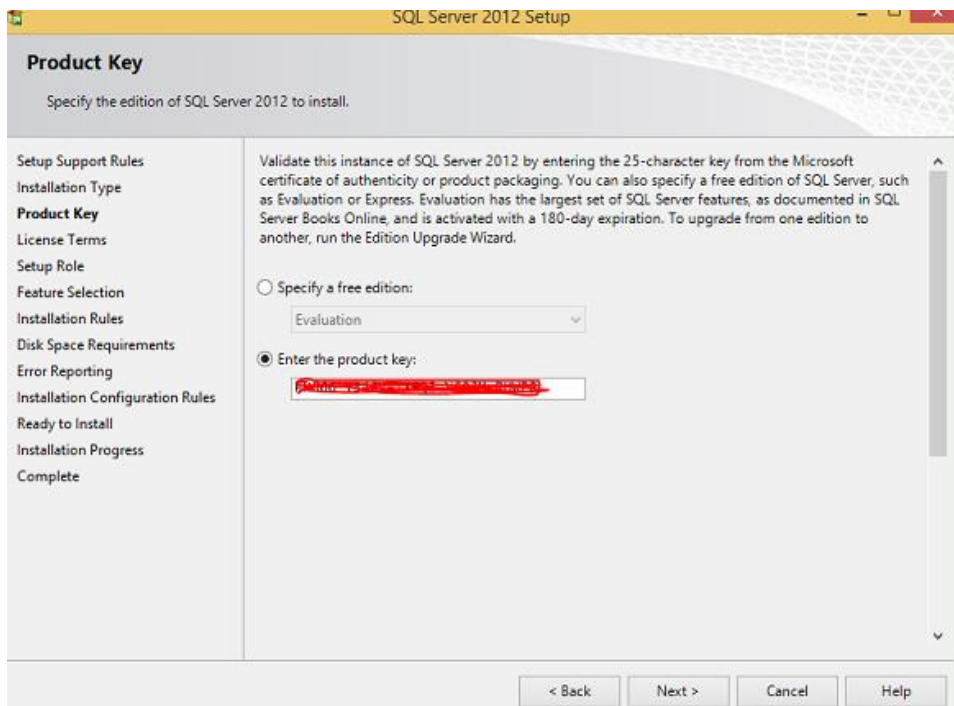 SQL Server 2012 Setup
Product Key
Specify the edition of SQL Server 2012 to install.
Setup Support Rules
Installation Type
Product Key
License Terms
Setup Role
Feature Selection
Installation Rules
Disk Space Requirements
Error Reporting
Installation Configuration Rules
Ready to Install
Installation Progress
Complete
Validate this instance of SQL Server 2012 by entering the 25-character key from the Microsoft
certificate of authenticity or product packaging. You can also specify a free edition of SQL Server, such
as Evaluation or Express. Evaluation has the largest set of SQL Server features, as documented in SQL
Server Books Online, and is activated with a 180-day expiration. To upgrade from one edition to
another, run the Edition Upgrade Wizard.
Specify a free edition:
Evaluation
Enter the product key:
< Back
Next >
Cancel
Help